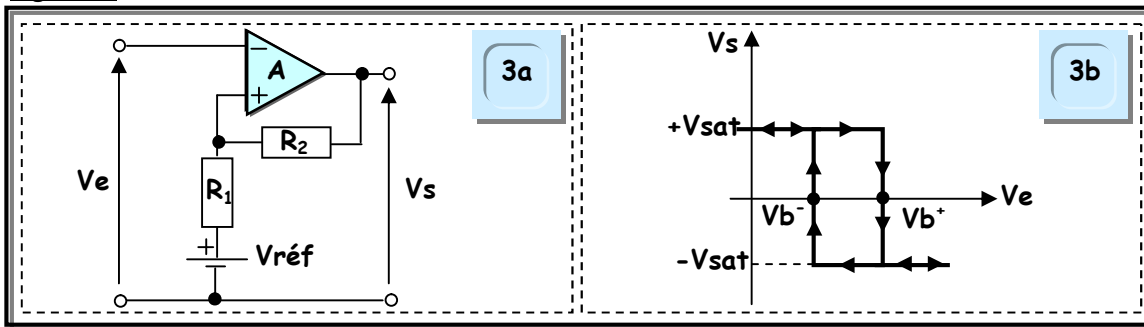 3a
A
R₂
R₁
Ve
Vs
+
Vréf
3b
Vs
+Vsat
Vb⁻
Vb⁺
Ve
-Vsat